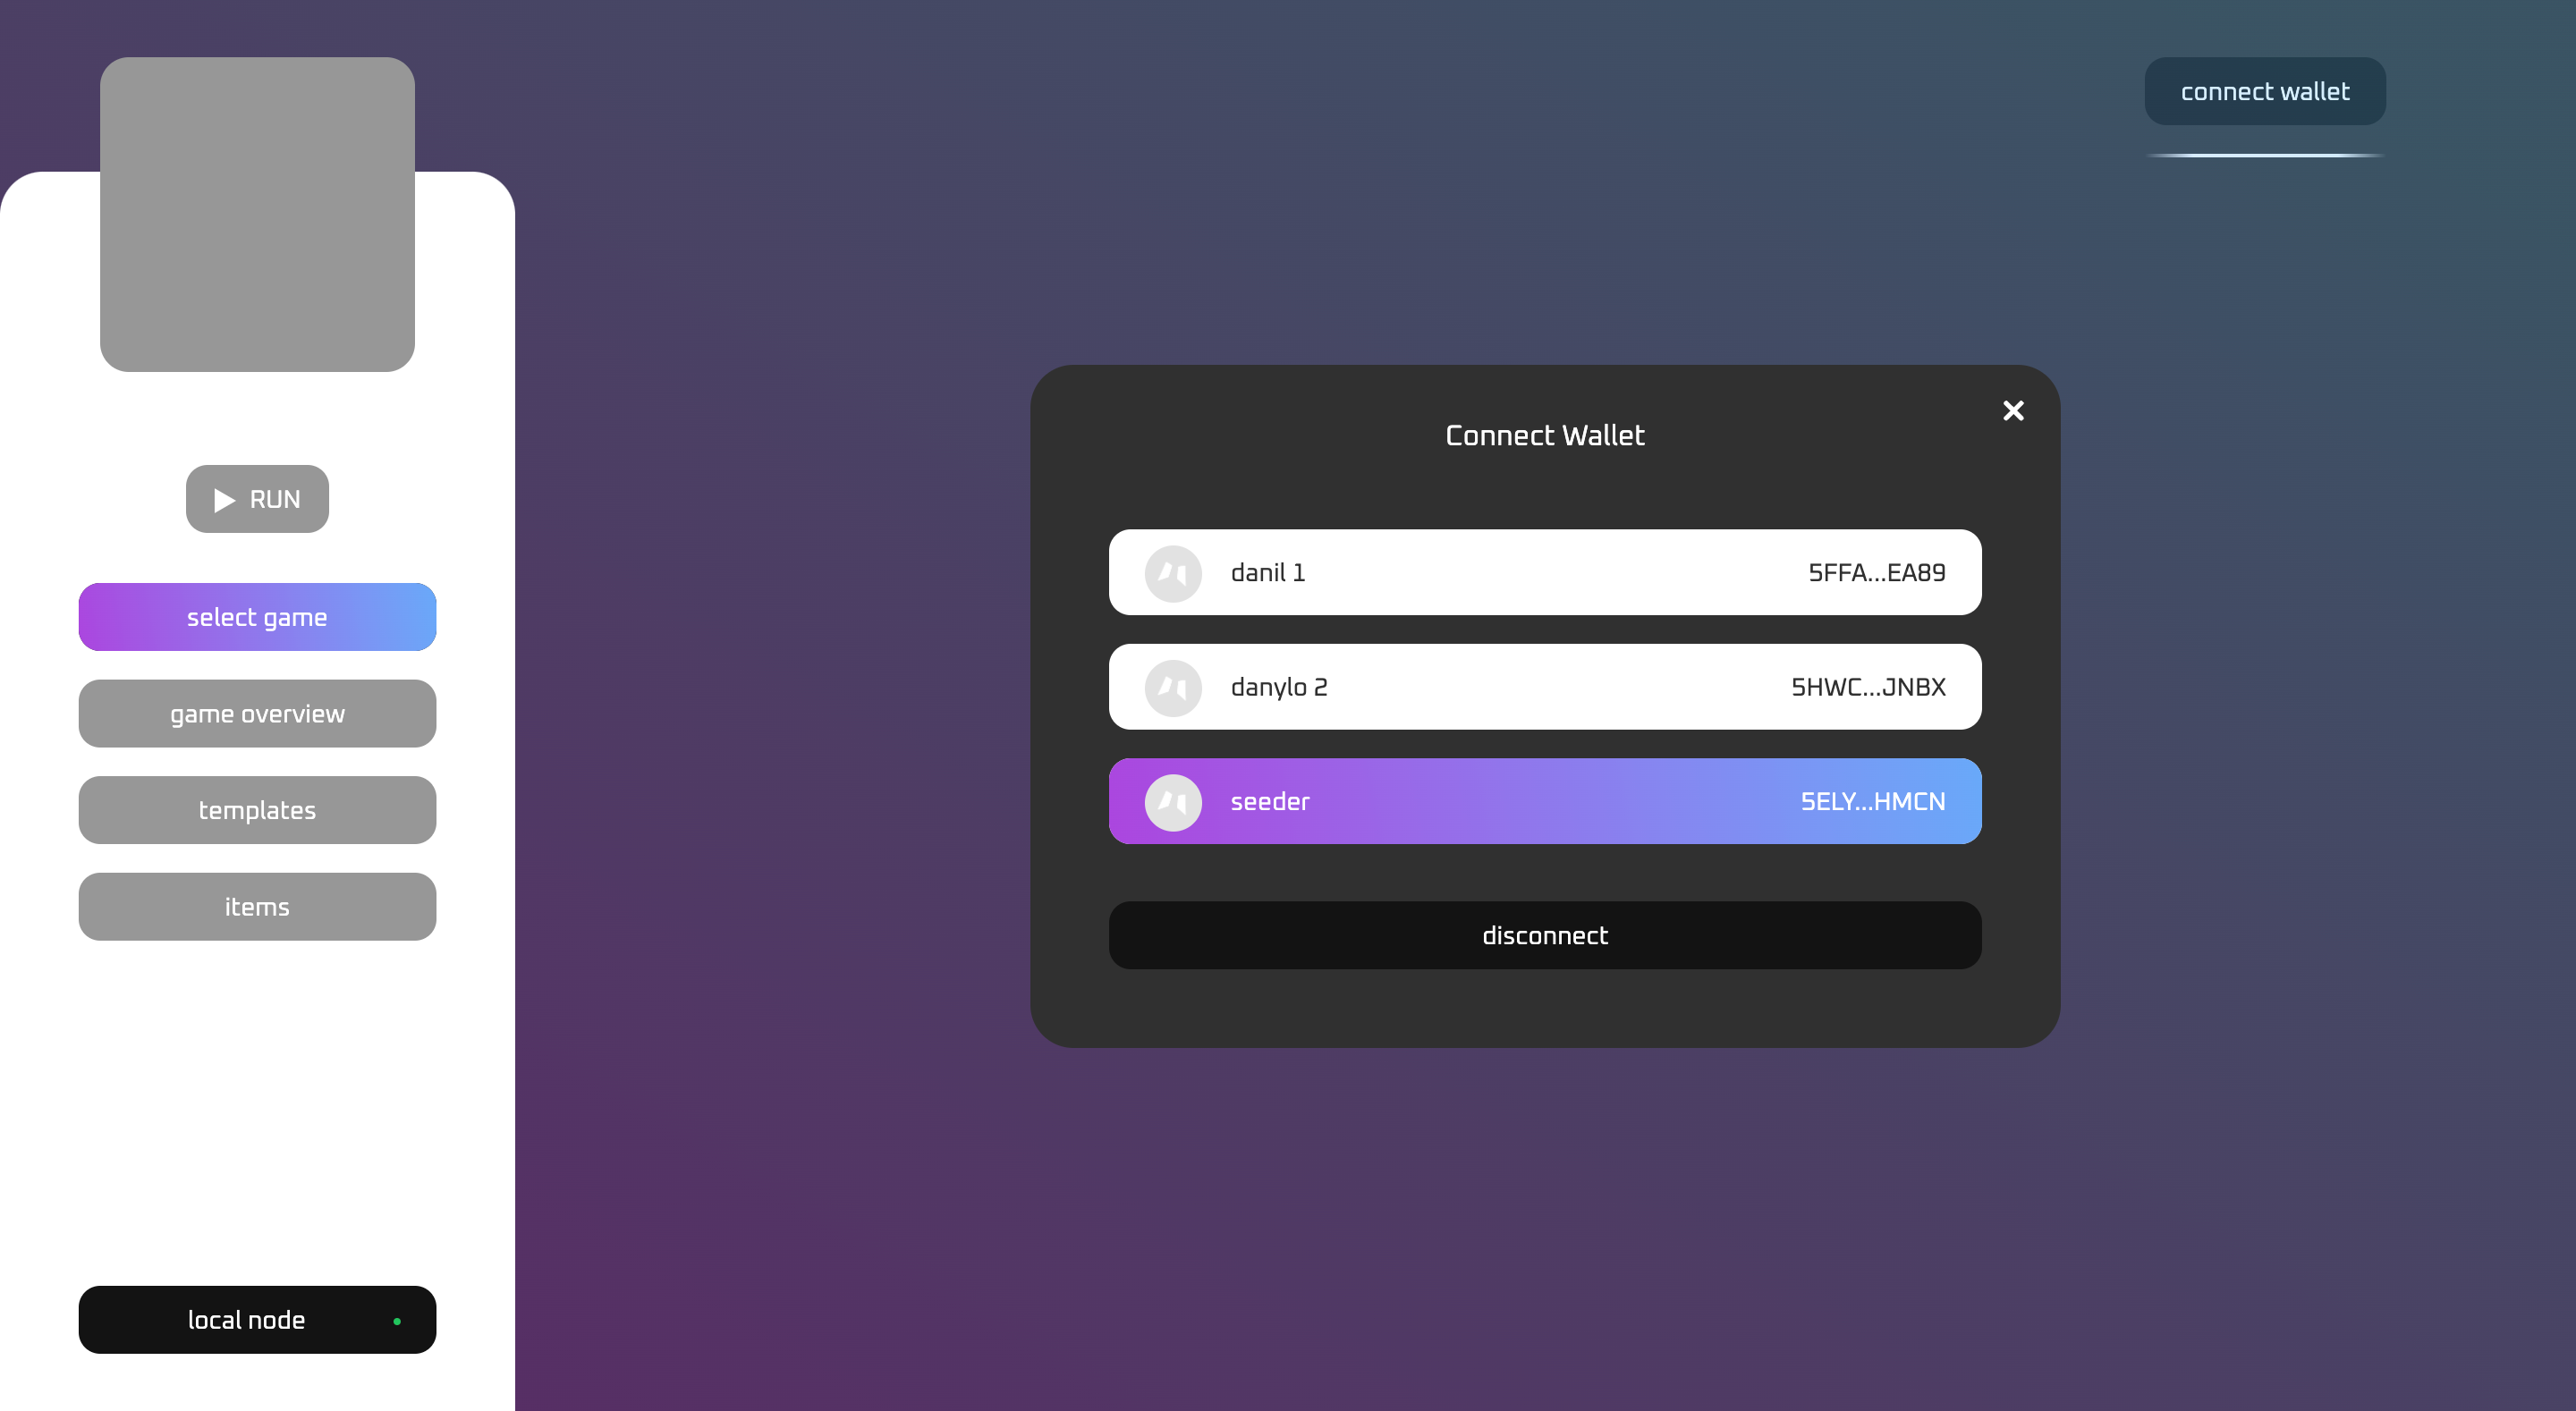 connect wallet
RUN
select game
game overview
templates
items
local node
Connect Wallet
danil 1 5FFA...EA89
danylo 2 5HWC...JNBX
seeder 5ELY...HMCN
disconnect